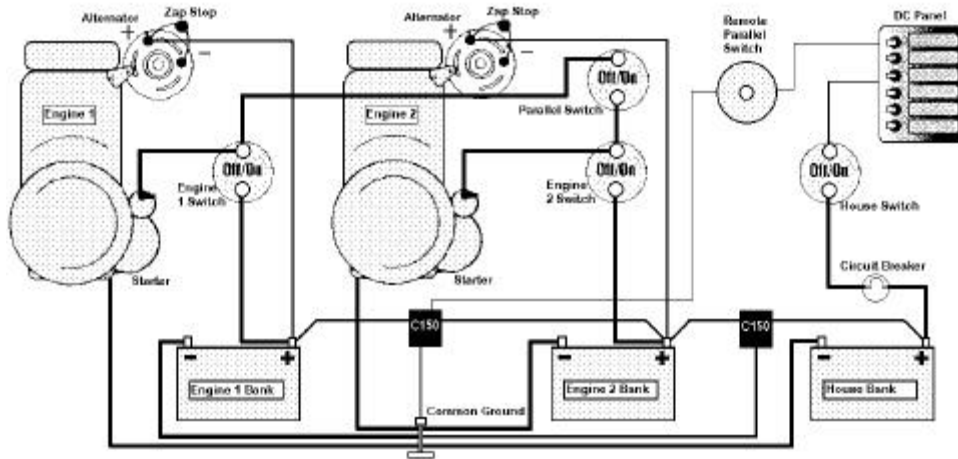 Alternator
+
Zap Stop
−
Engine 1
Off/On
Engine
1 Switch
Starter
Alternator
+
Zap Stop
−
Engine 2
Off/On
Parallel Switch
Off/On
Engine
2 Switch
Starter
Remote
Parallel
Switch
DC Panel
Off/On
House Switch
Circuit Breaker
C150
C150
− +
Engine 1 Bank
Common Ground
− +
Engine 2 Bank
− +
House Bank